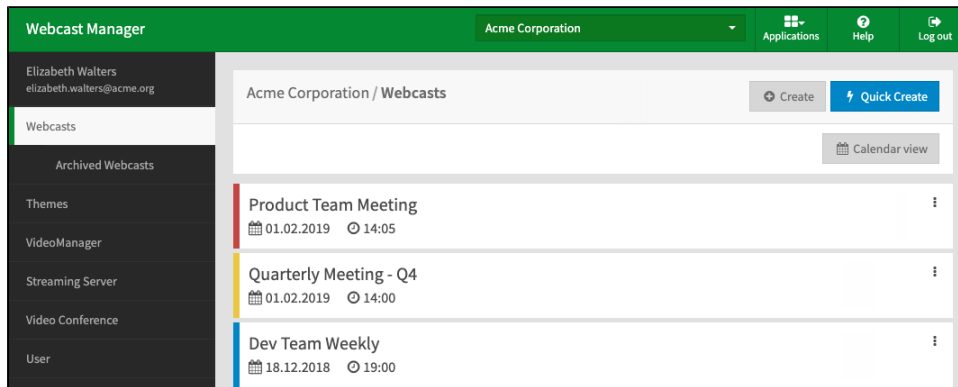 Webcast Manager
Acme Corporation
Applications
Help
Log out
Elizabeth Walters
elizabeth.walters@acme.org
Webcasts
Archived Webcasts
Themes
VideoManager
Streaming Server
Video Conference
User
Acme Corporation / Webcasts
Create
Quick Create
Calendar view
Product Team Meeting
01.02.2019 14:05
Quarterly Meeting - Q4
01.02.2019 14:00
Dev Team Weekly
18.12.2018 19:00